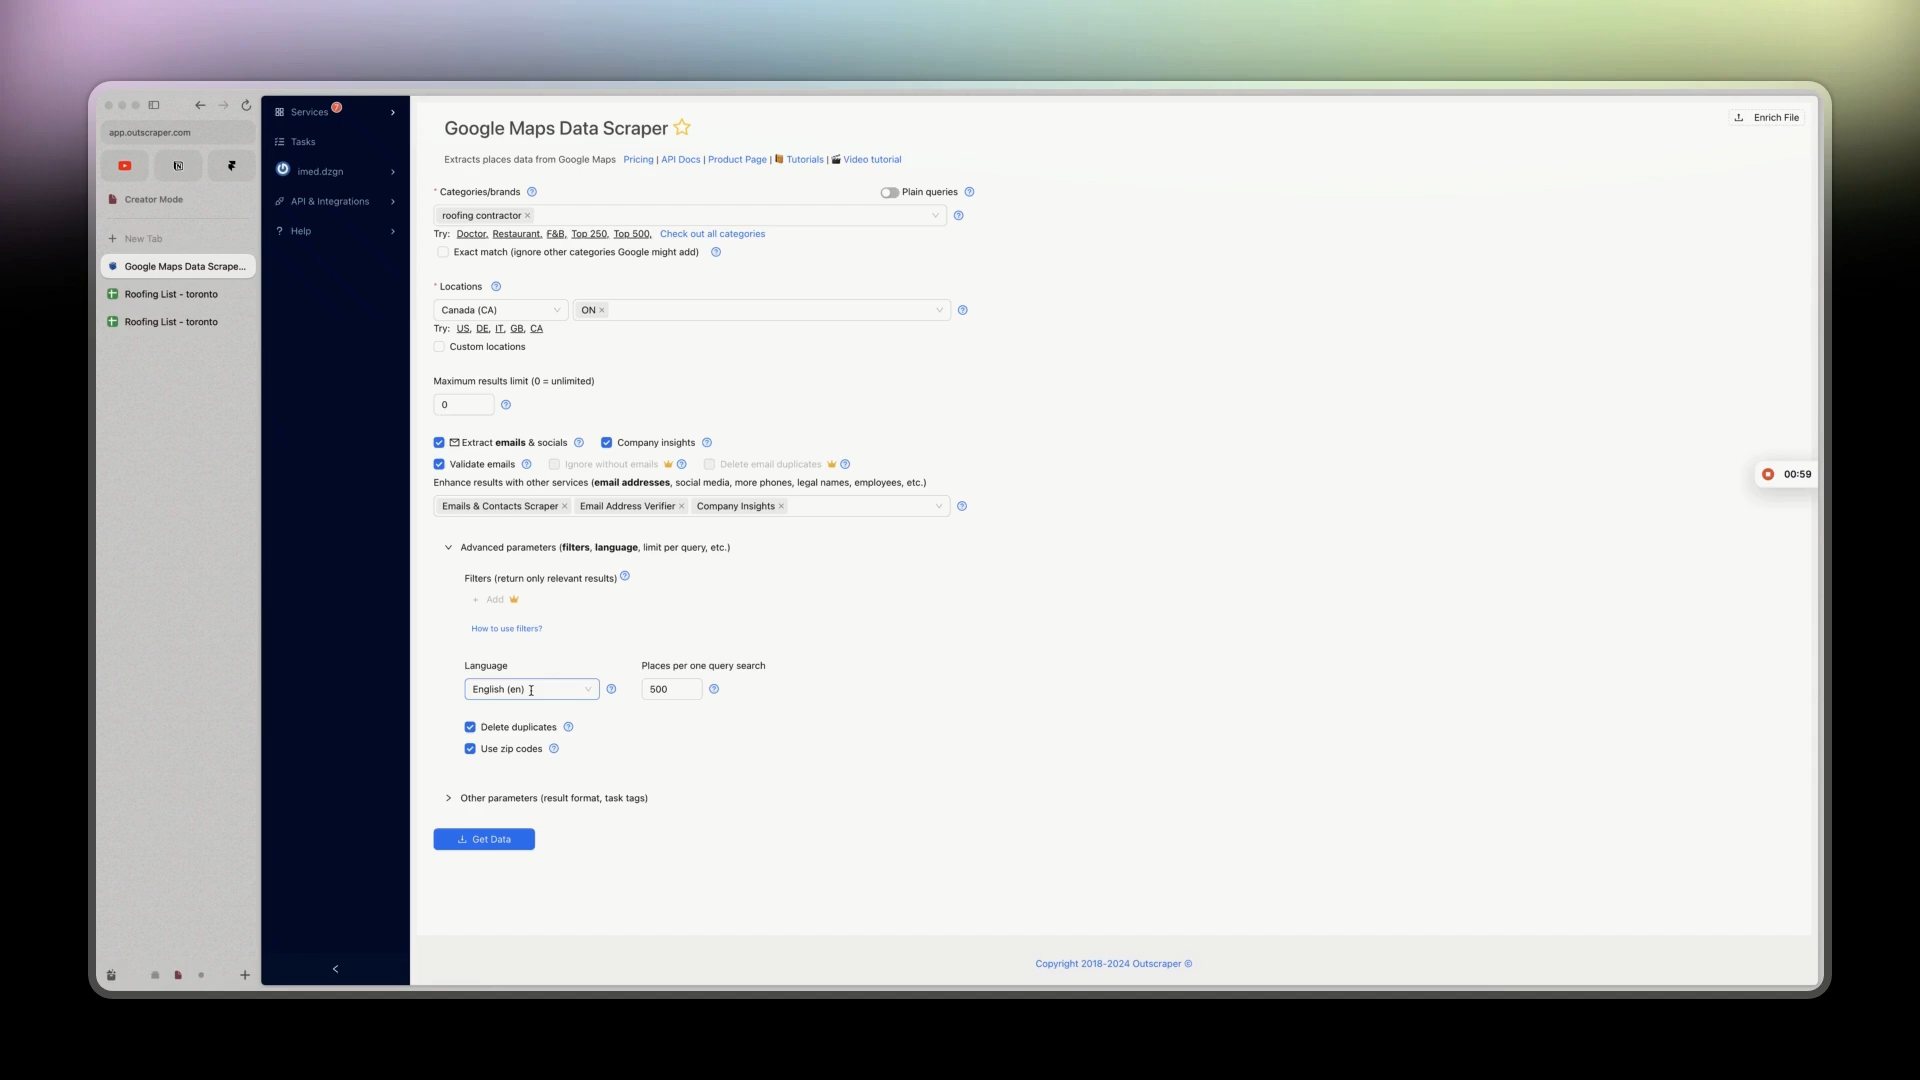 app.outscraper.com
Creator Mode
New Tab
Google Maps Data Scrape...
Roofing List - toronto
Roofing List - toronto
Services 7
Tasks
imed.dzgn
API & Integrations
Help
Enrich File
Google Maps Data Scraper
Extracts places data from Google Maps Pricing | API Docs | Product Page | Tutorials | Video tutorial
* Categories/brands
Plain queries
roofing contractor
Try: Doctor, Restaurant, F&B, Top 250, Top 500, Check out all categories
Exact match (ignore other categories Google might add)
* Locations
Canada (CA) ON
Try: US, DE, IT, GB, CA
Custom locations
Maximum results limit (0 = unlimited)
0
Extract emails & socials Company insights
Validate emails Ignore without emails Delete email duplicates
Enhance results with other services (email addresses, social media, more phones, legal names, employees, etc.)
Emails & Contacts Scraper Email Address Verifier Company Insights
Advanced parameters (filters, language, limit per query, etc.)
Filters (return only relevant results)
+ Add
How to use filters?
Language Places per one query search
English (en) 500
Delete duplicates
Use zip codes
Other parameters (result format, task tags)
Get Data
00:59
Copyright 2018-2024 Outscraper ©